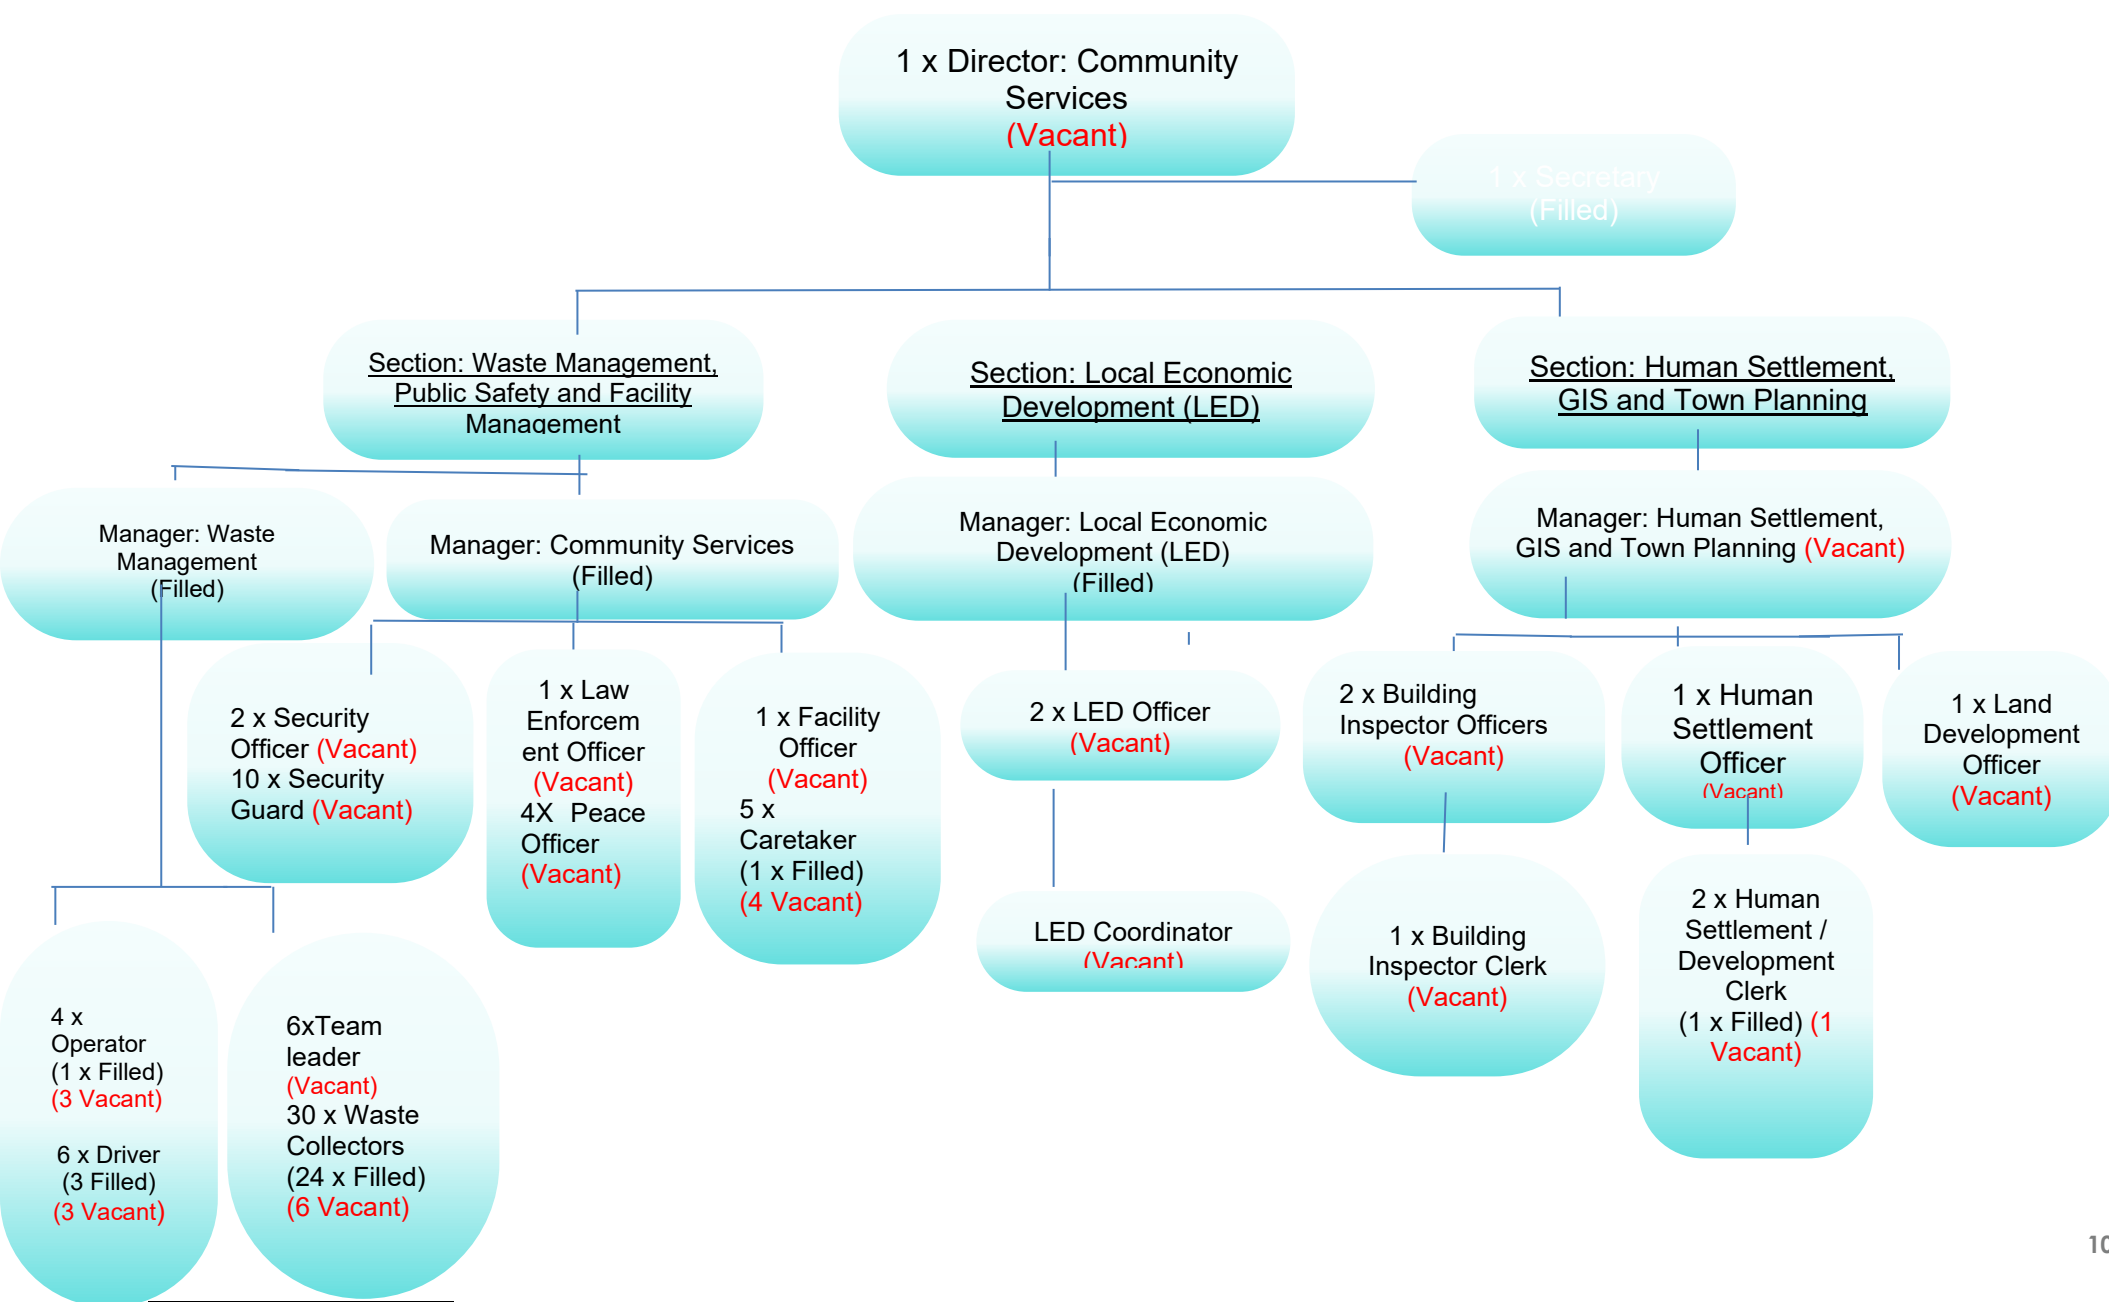 1 x Director: Community
Services
(Vacant)
1 x Secretary
(Filled)
Section: Waste Management,
Public Safety and Facility
Management
Section: Local Economic
Development (LED)
Section: Human Settlement,
GIS and Town Planning
Manager: Waste
Management
(Filled)
Manager: Community Services
(Filled)
Manager: Local Economic
Development (LED)
(Filled)
Manager: Human Settlement,
GIS and Town Planning (Vacant)
2 x Security
Officer (Vacant)
10 x Security
Guard (Vacant)
1 x Law
Enforcem
ent Officer
(Vacant)
4X Peace
Officer
(Vacant)
1 x Facility
Officer
(Vacant)
5 x
Caretaker
(1 x Filled)
(4 Vacant)
2 x LED Officer
(Vacant)
2 x Building
Inspector Officers
(Vacant)
1 x Human
Settlement
Officer
(Vacant)
1 x Land
Development
Officer
(Vacant)
4 x
Operator
(1 x Filled)
(3 Vacant)
6 x Driver
(3 Filled)
(3 Vacant)
6xTeam
leader
(Vacant)
30 x Waste
Collectors
(24 x Filled)
(6 Vacant)
LED Coordinator
(Vacant)
1 x Building
Inspector Clerk
(Vacant)
2 x Human
Settlement /
Development
Clerk
(1 x Filled) (1
Vacant)
10